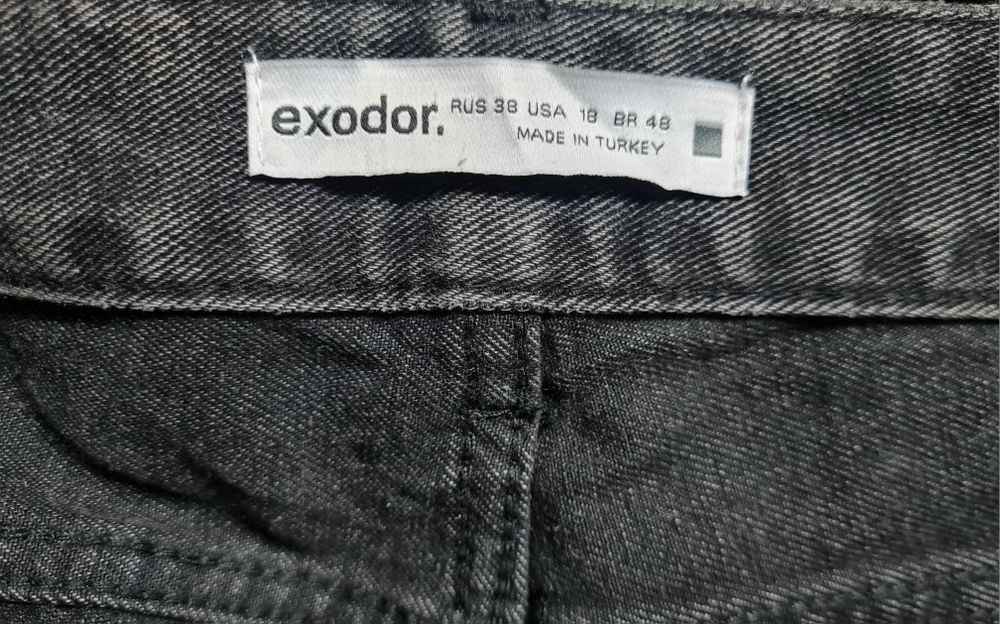 exodor. RUS 38 USA 18 BR 48
MADE IN TURKEY